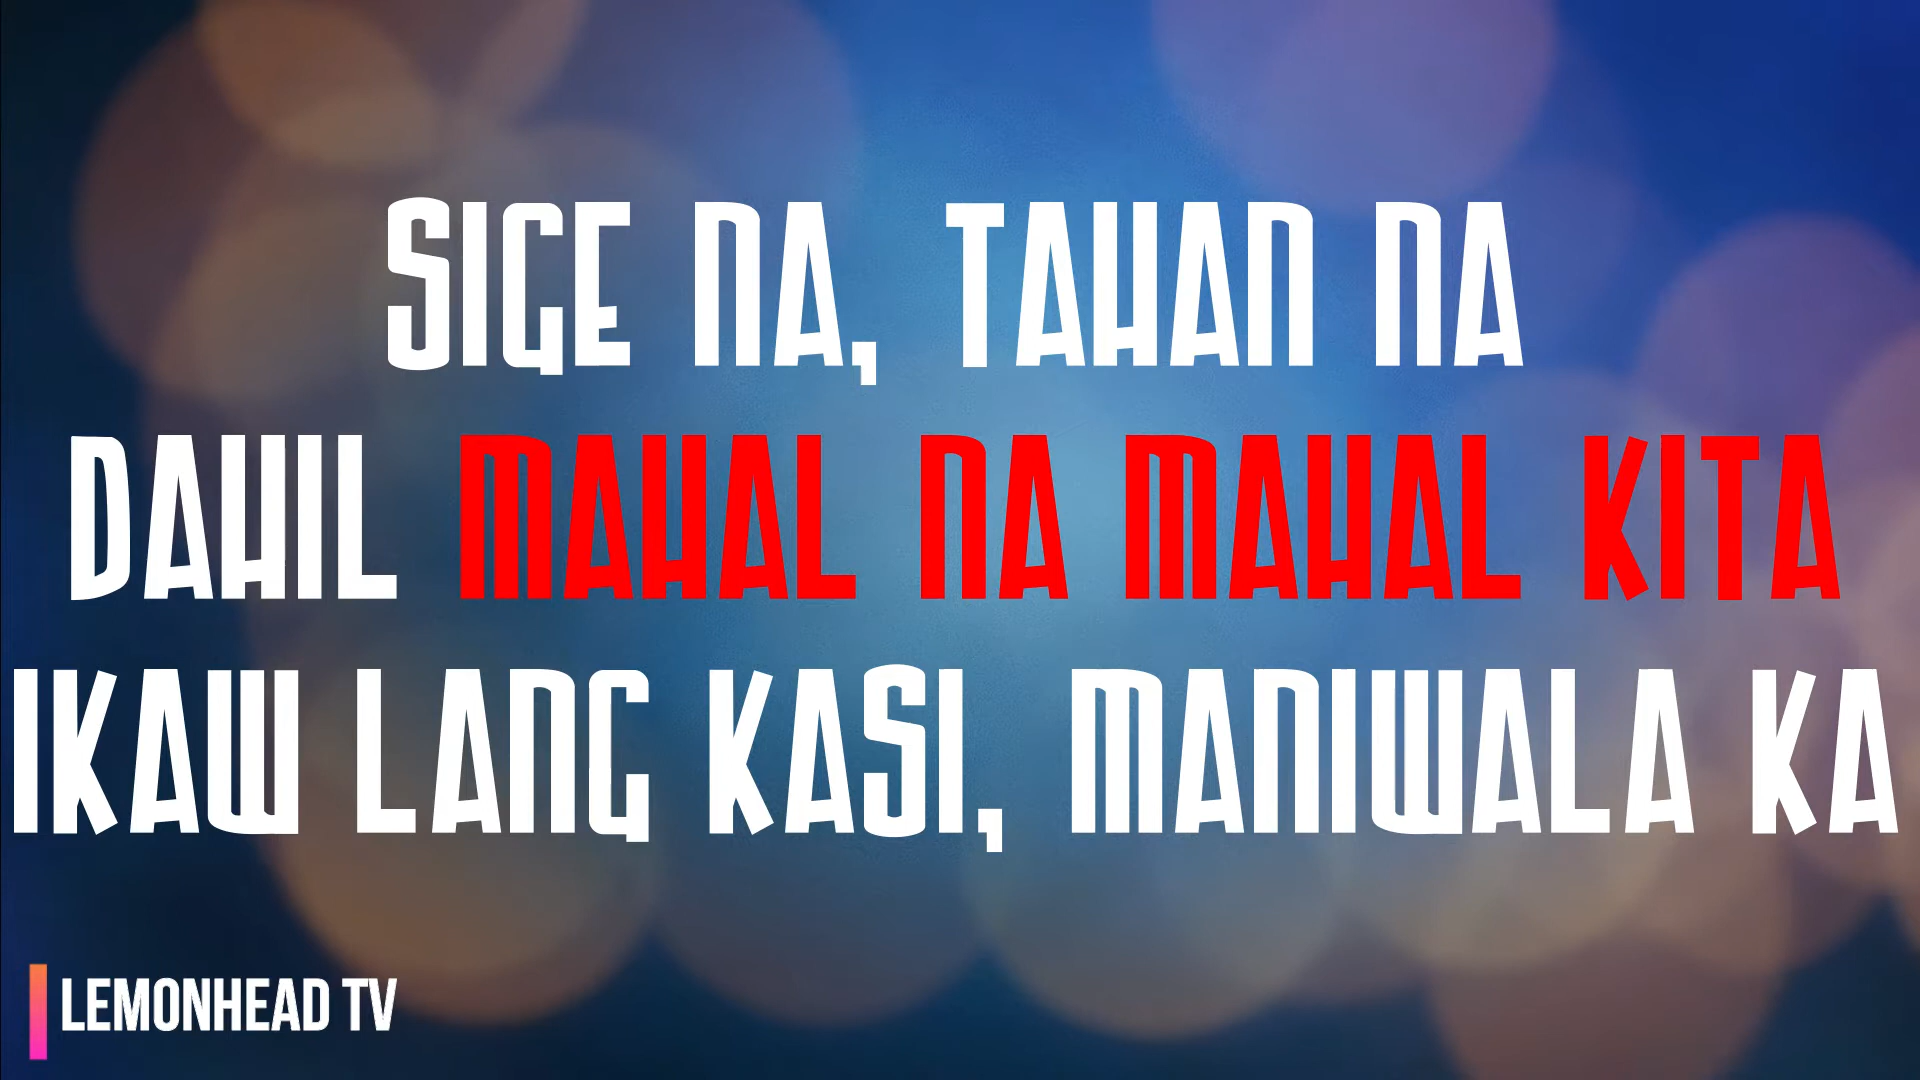 SIGE NA, TAHAN NA
DAHIL MAHAL NA MAHAL KITA
IKAW LANG KASI, MANIWALA KA
LEMONHEAD TV